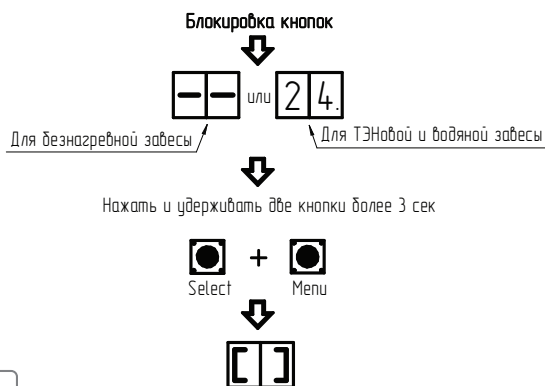 Блокировка кнопок
-- или 24.
Для безнагревной завесы
Для ТЭНовой и водяной завесы
Нажать и удерживать две кнопки более 3 сек
+
Select Menu
[ ]